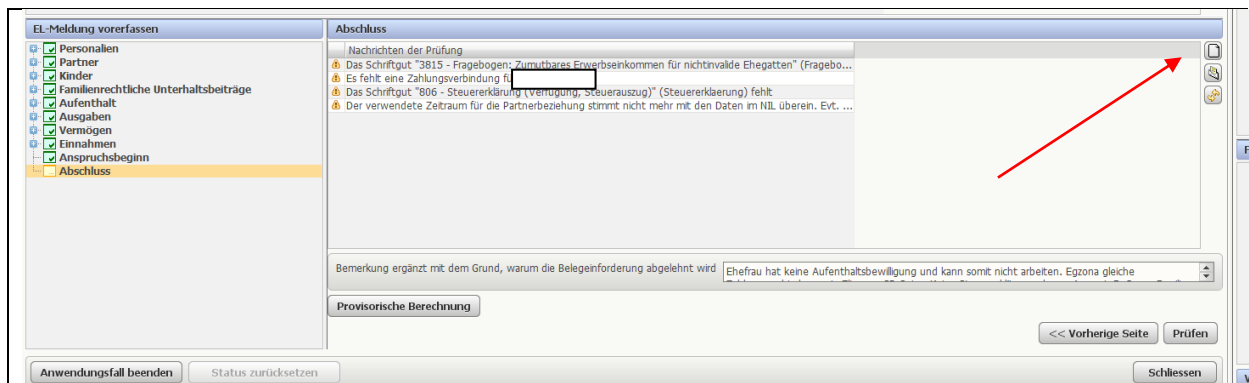 EL-Meldung vorerfassen
Personalien
Partner
Kinder
Familienrechtliche Unterhaltsbeiträge
Aufenthalt
Ausgaben
Vermögen
Einnahmen
Anspruchsbeginn
Abschluss
Abschluss
Nachrichten der Prüfung
Das Schriftgut "3815 - Fragebogen: Zumutbares Erwerbseinkommen für nichtinvalide Ehegatten" (Fragebo...
Es fehlt eine Zahlungsverbindung fü
Das Schriftgut "806 - Steuererklärung (Verfügung, Steuerauszug)" (Steuererklaerung) fehlt
Der verwendete Zeitraum für die Partnerbeziehung stimmt nicht mehr mit den Daten im NIL überein. Evt. ...
Bemerkung ergänzt mit dem Grund, warum die Belegeinforderung abgelehnt wird
Ehefrau hat keine Aufenthaltsbewilligung und kann somit nicht arbeiten. Egzona gleiche
Provisorische Berechnung
<< Vorherige Seite
Prüfen
Anwendungsfall beenden
Status zurücksetzen
Schliessen